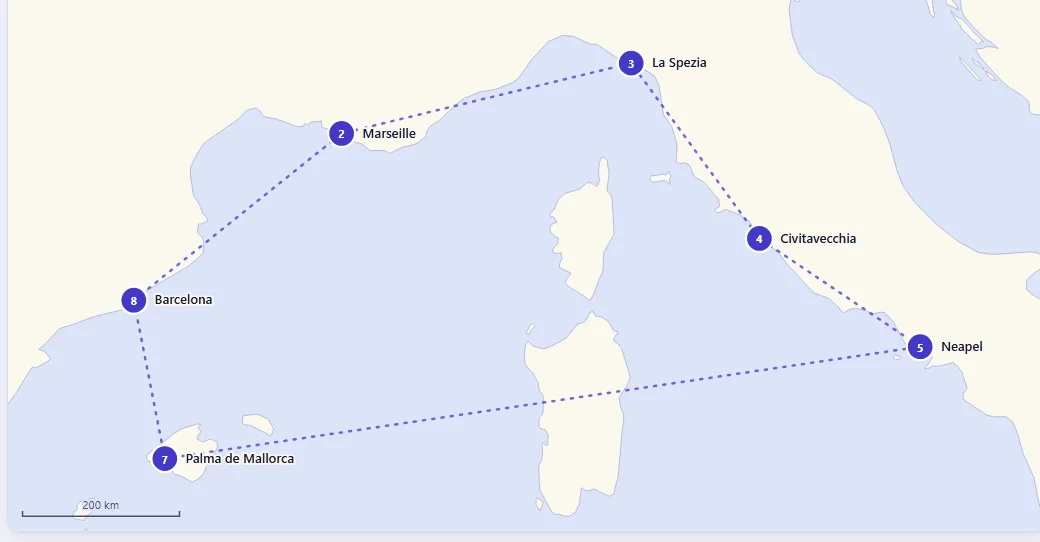 3 La Spezia
2 Marseille
4 Civitavecchia
8 Barcelona
5 Neapel
7 Palma de Mallorca
200 km